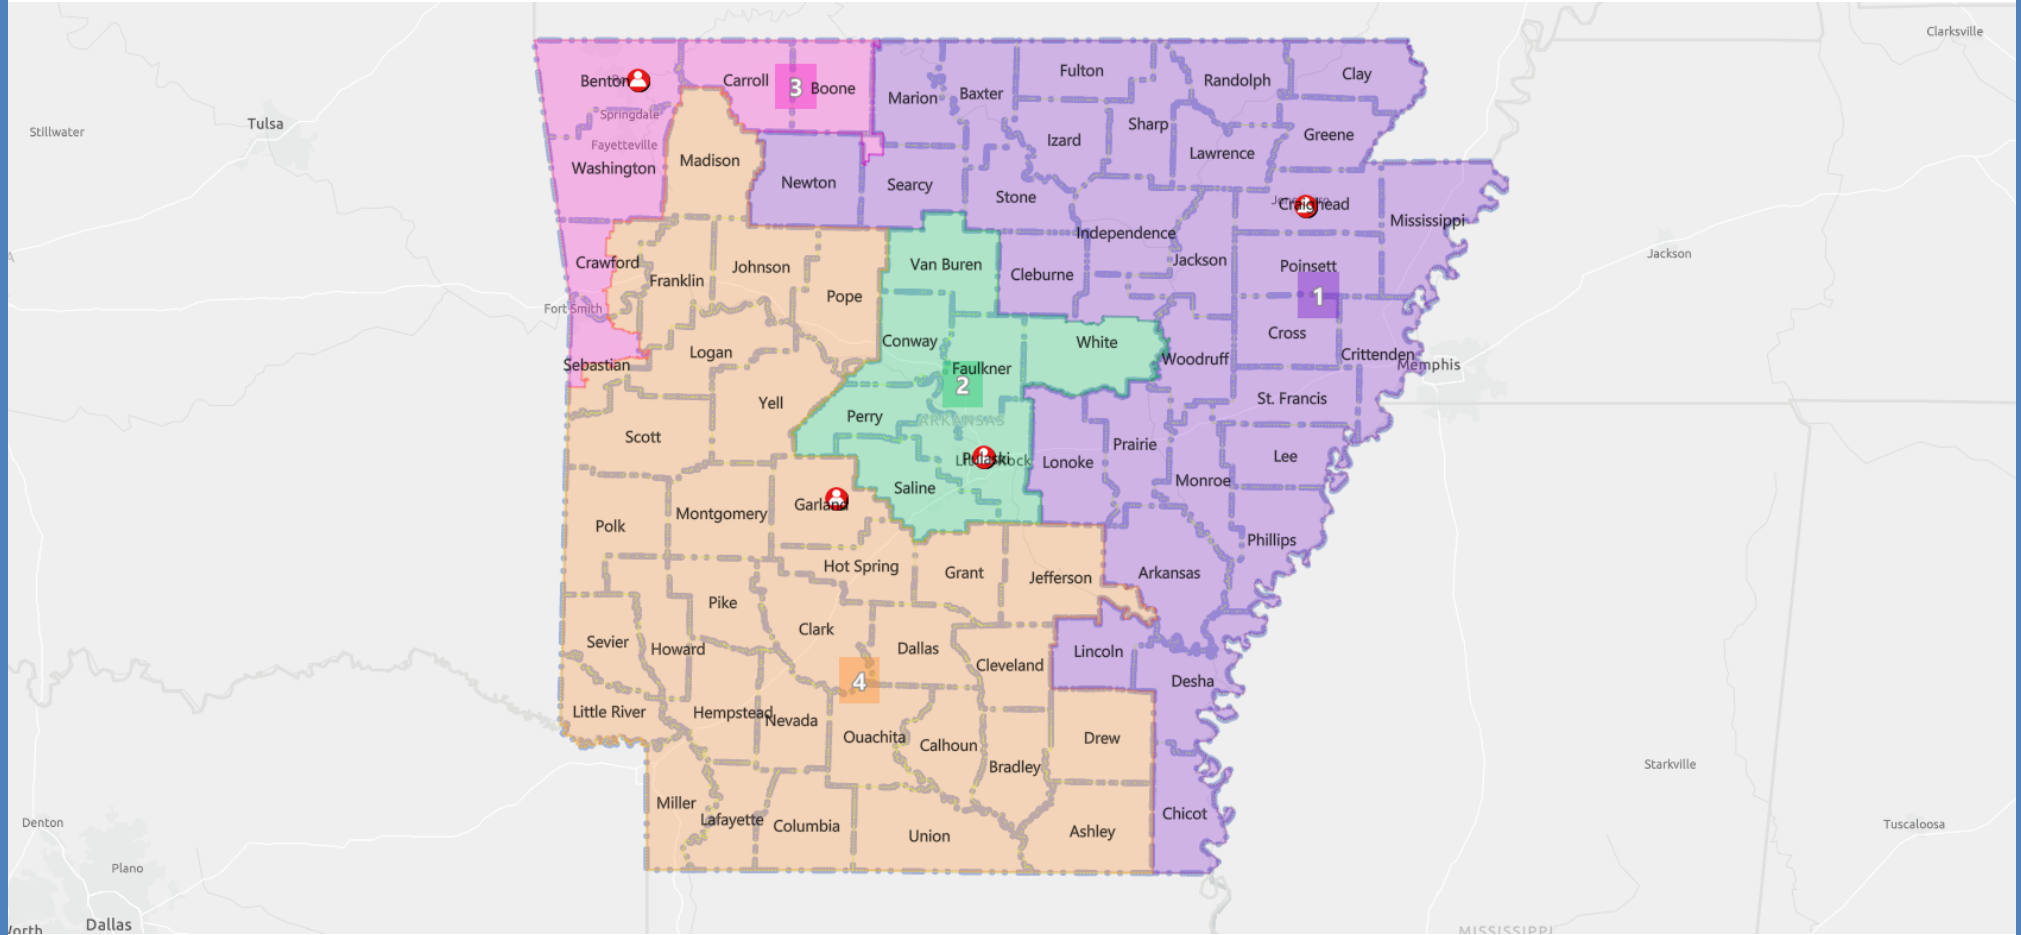 Clarksville
Stillwater
Tulsa
Benton
Carroll
3
Boone
Springdale
Fayetteville
Washington
Madison
Newton
Marion
Baxter
Fulton
Randolph
Clay
Izard
Sharp
Lawrence
Greene
Searcy
Stone
Craighead
Mississippi
Independence
Jackson
Jackson
Crawford
Franklin
Johnson
Pope
Van Buren
Cleburne
Poinsett
1
Fort Smith
Logan
Conway
White
Cross
Sebastian
Faulkner
2
Woodruff
Crittenden
Memphis
Yell
Perry
ARKANSAS
St. Francis
Scott
Pulaski
Lonoke
Prairie
Lee
Saline
Monroe
Polk
Montgomery
Garland
Phillips
Hot Spring
Grant
Jefferson
Arkansas
Pike
Clark
Sevier
Howard
Dallas
Cleveland
Lincoln
Desha
4
Little River
Hempstead
Nevada
Ouachita
Calhoun
Drew
Bradley
Starkville
Miller
Lafayette
Columbia
Union
Ashley
Chicot
Denton
Tuscaloosa
Plano
Dallas
orth
MISSISSIPPI